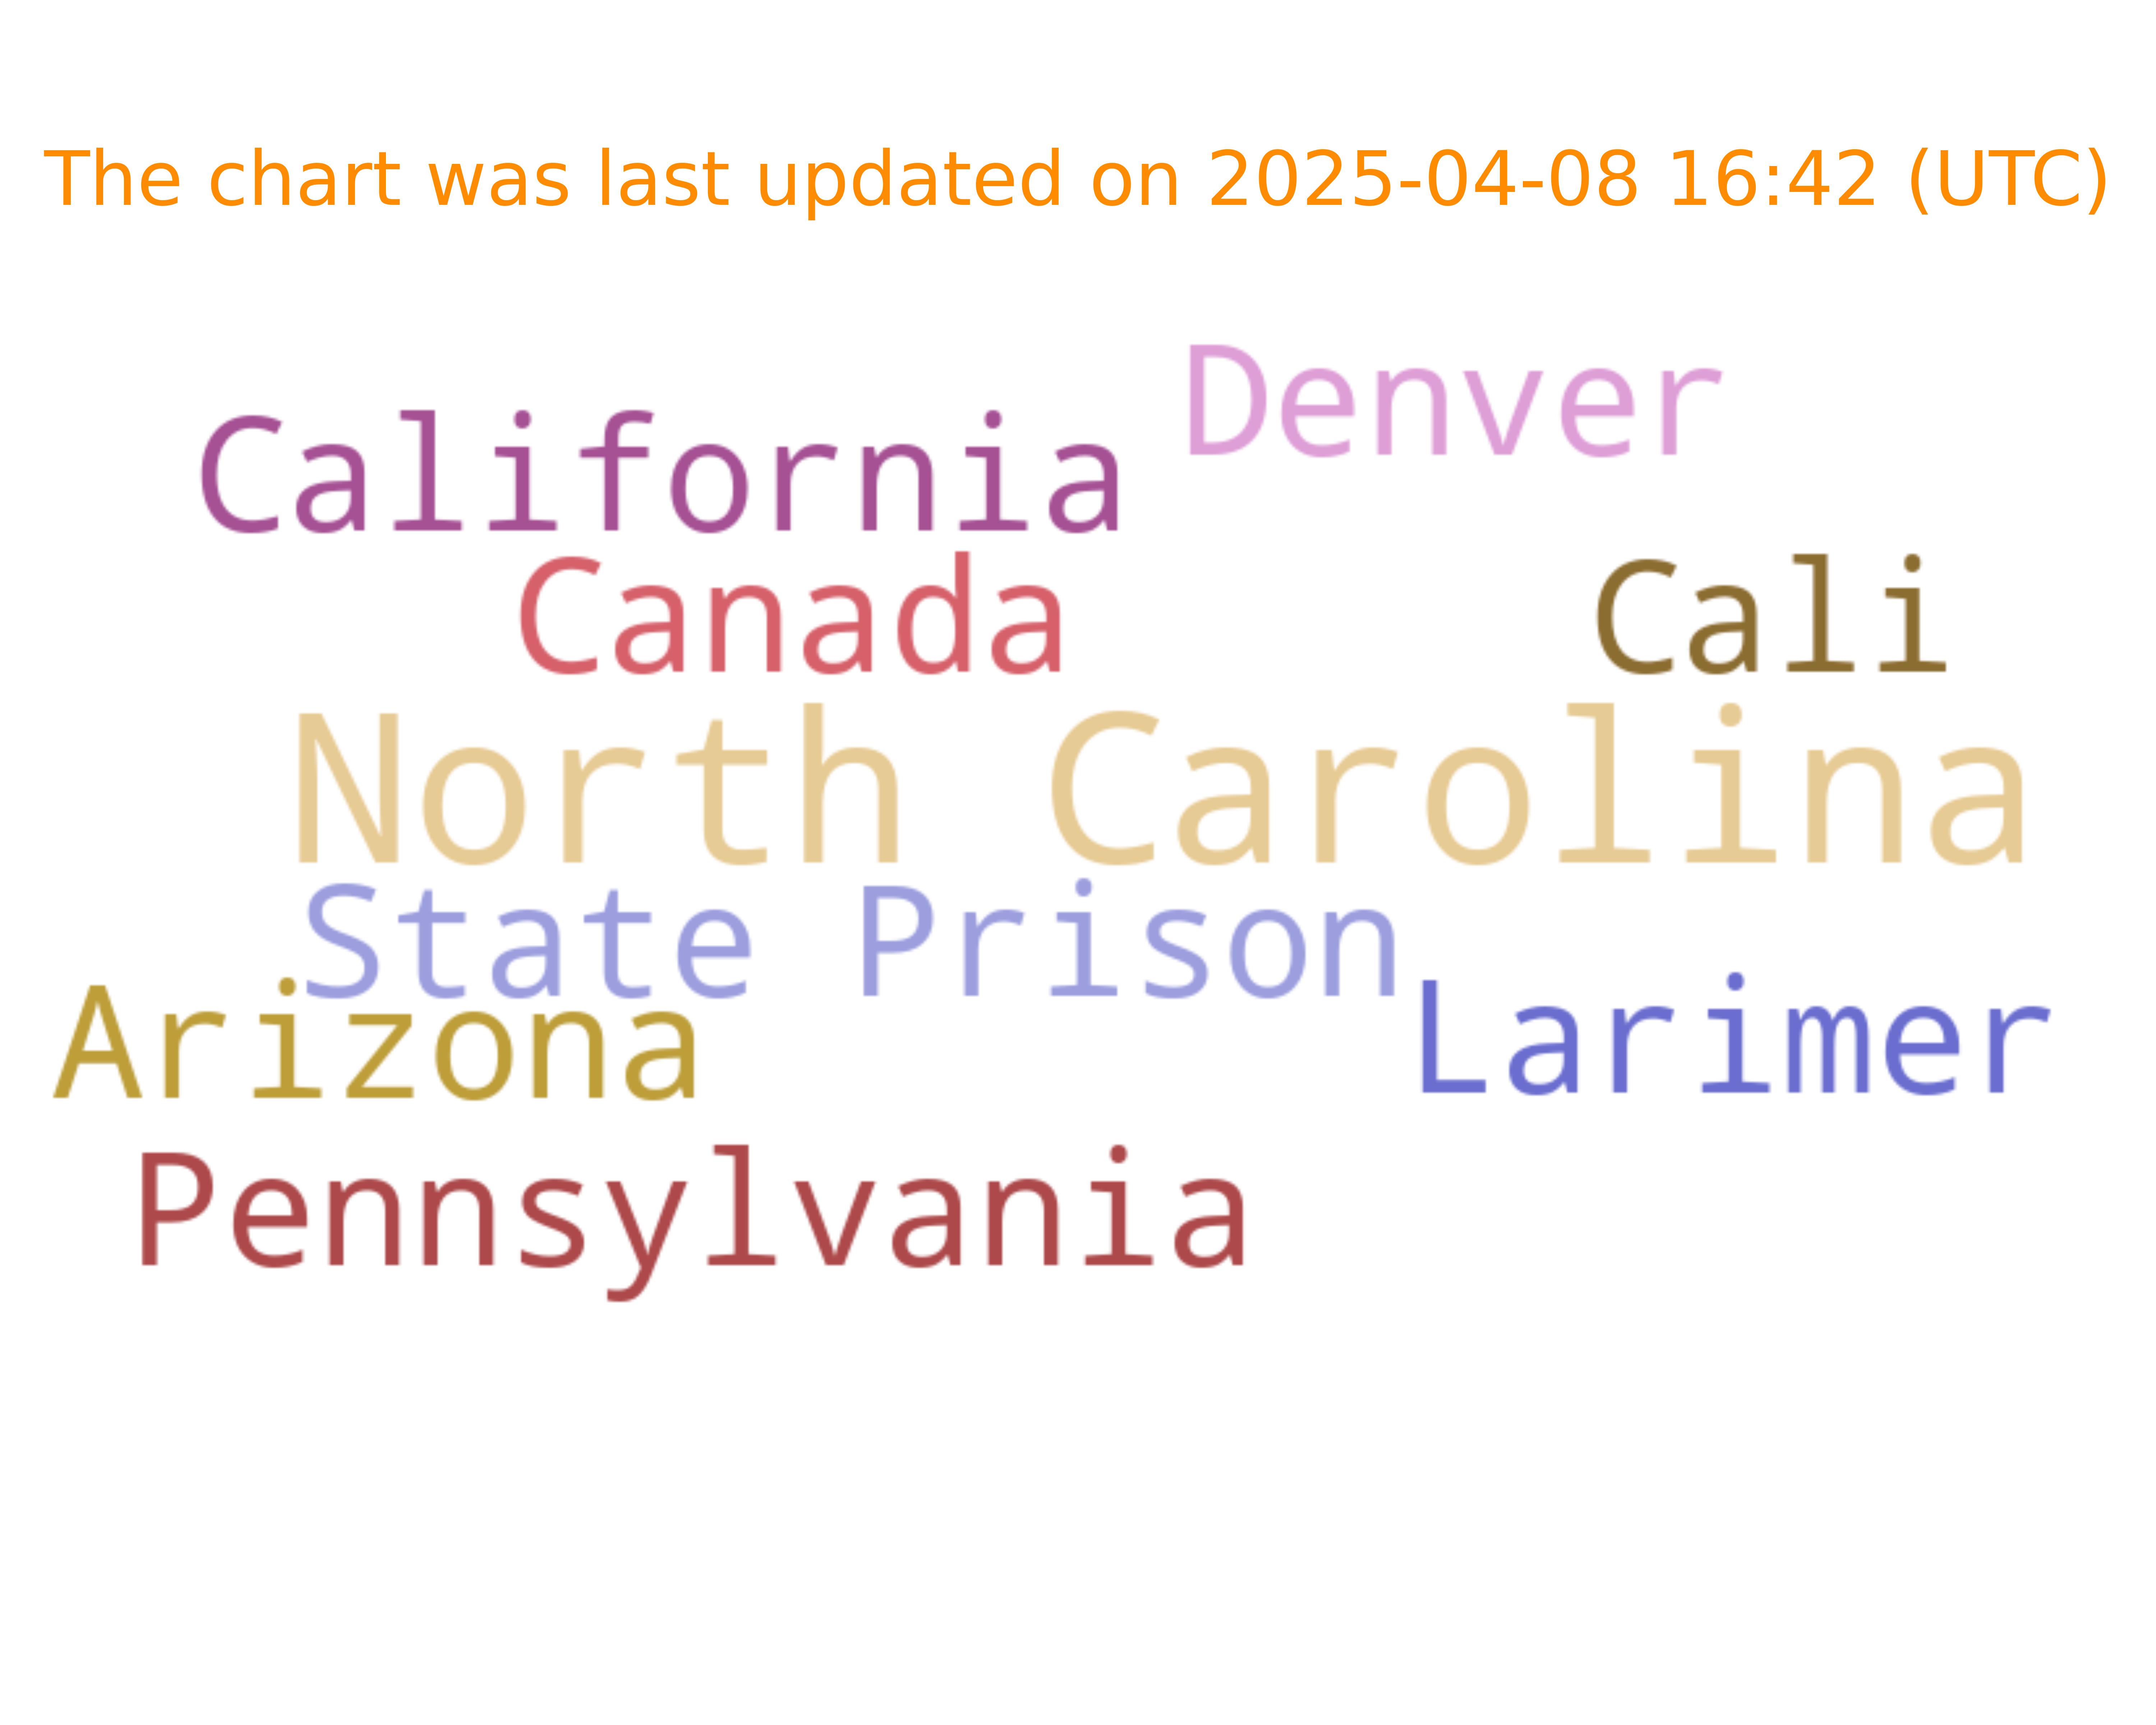 The chart was last updated on 2025-04-08 16:42 (UTC)
Denver
California
Canada
Cali
North Carolina
State Prison
Arizona
Larimer
Pennsylvania